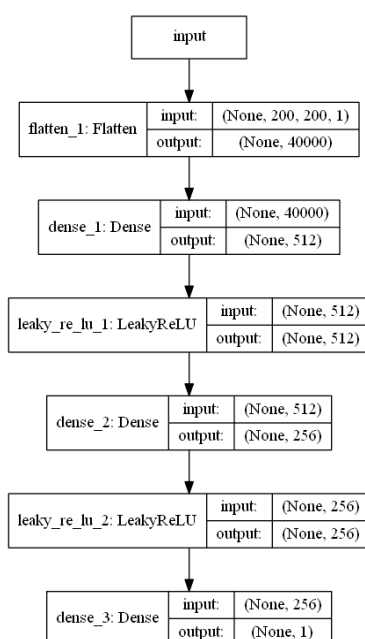 input
flatten_1: Flatten
input: (None, 200, 200, 1)
output: (None, 40000)
dense_1: Dense
input: (None, 40000)
output: (None, 512)
leaky_re_lu_1: LeakyReLU
input: (None, 512)
output: (None, 512)
dense_2: Dense
input: (None, 512)
output: (None, 256)
leaky_re_lu_2: LeakyReLU
input: (None, 256)
output: (None, 256)
dense_3: Dense
input: (None, 256)
output: (None, 1)